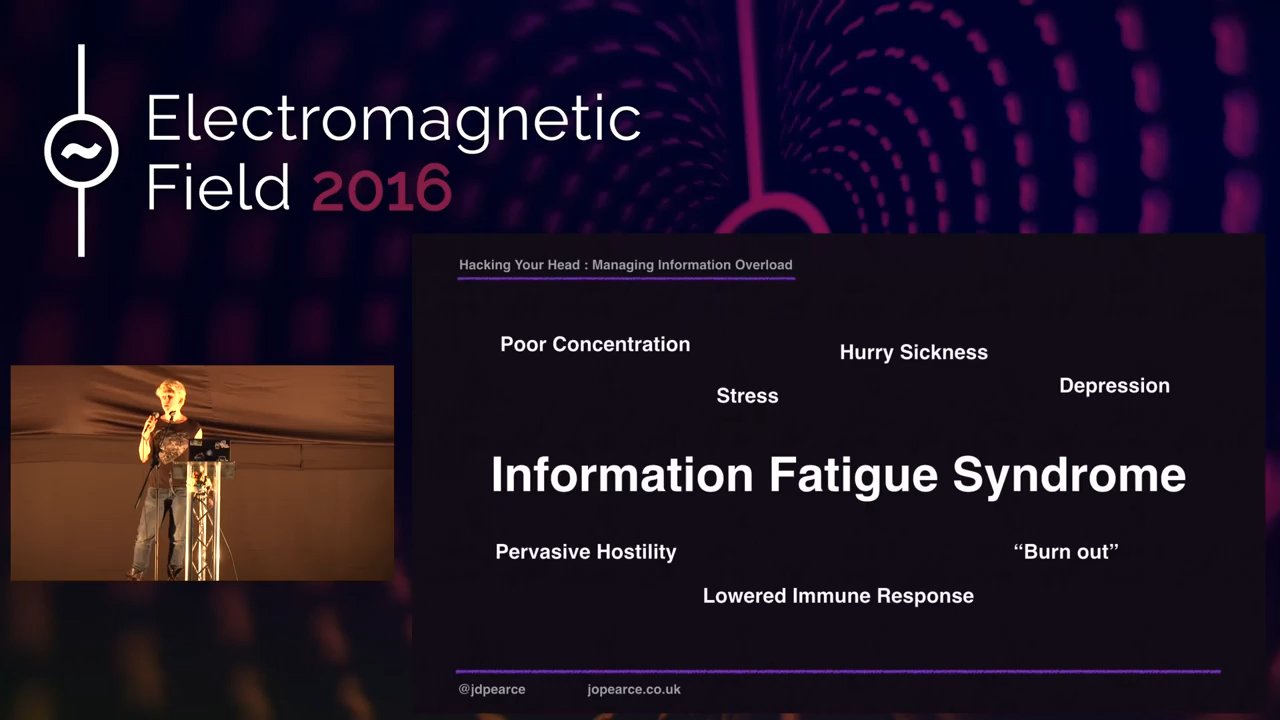 Electromagnetic
Field 2016
Hacking Your Head : Managing Information Overload
Poor Concentration
Hurry Sickness
Stress
Depression
Information Fatigue Syndrome
Pervasive Hostility
“Burn out”
Lowered Immune Response
@jdpearce
jopearce.co.uk